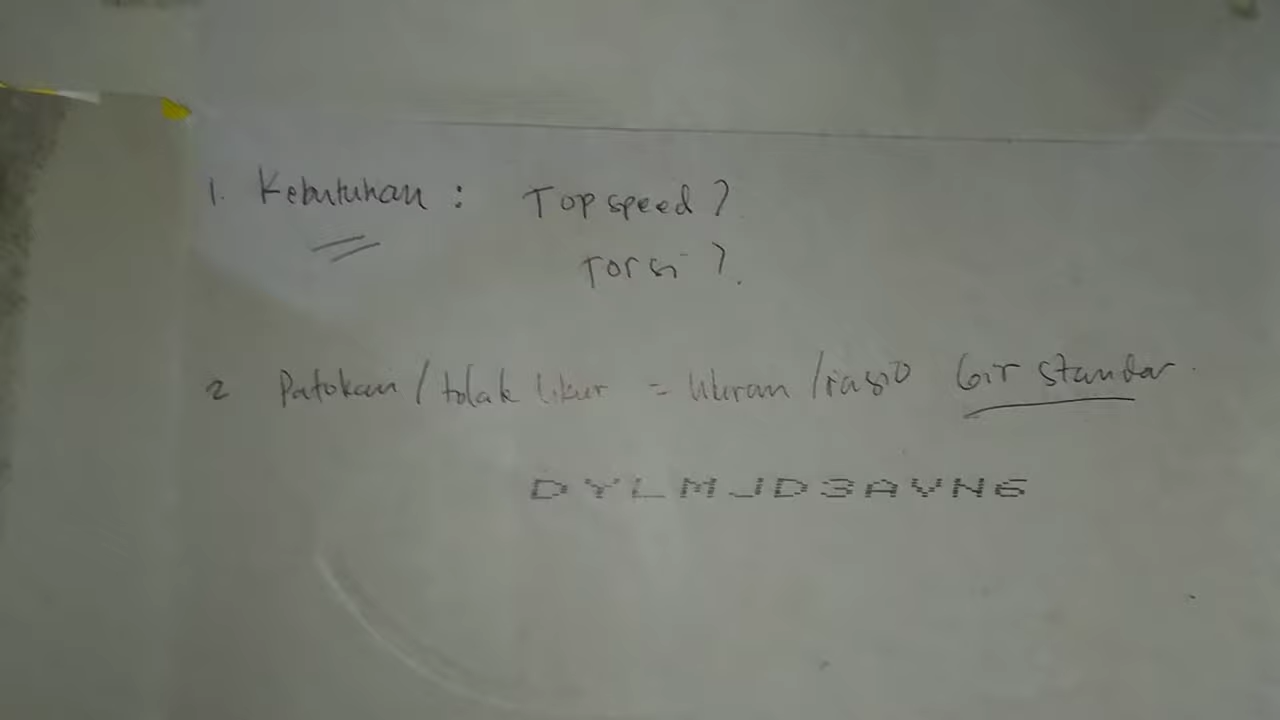 1. Kebutuhan : Top speed ?
Torsi ?.
2 Patokan / tolak Ukur = Ukuran / rasio Gir standar.
DYLMJD3AVN6